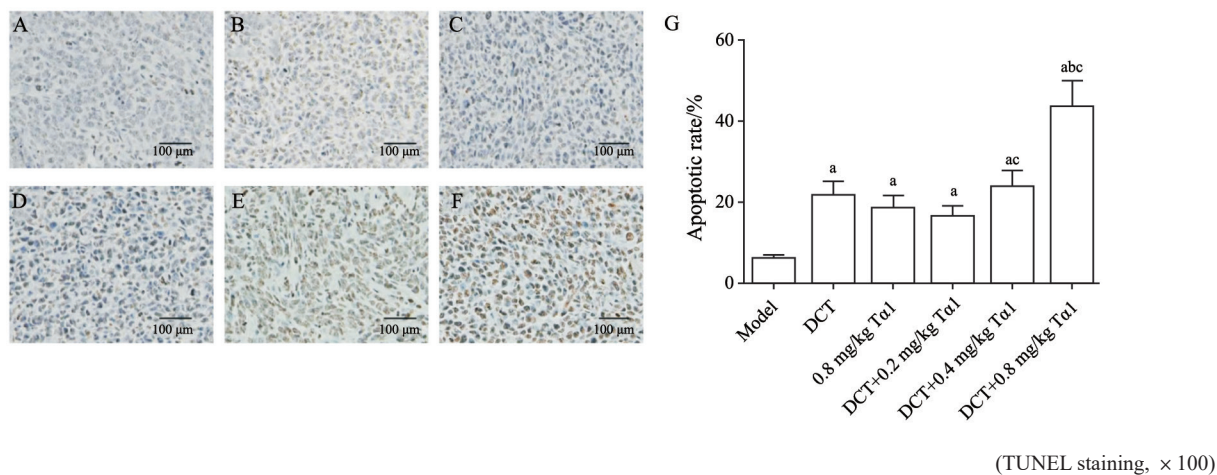 A
B
C
100 μm
100 μm
100 μm
D
E
F
100 μm
100 μm
100 μm
G
Apoptotic rate/%
60
40
20
0
a
a
a
ac
abc
Model
DCT
0.8 mg/kg Tα1
DCT+0.2 mg/kg Tα1
DCT+0.4 mg/kg Tα1
DCT+0.8 mg/kg Tα1
(TUNEL staining, × 100)